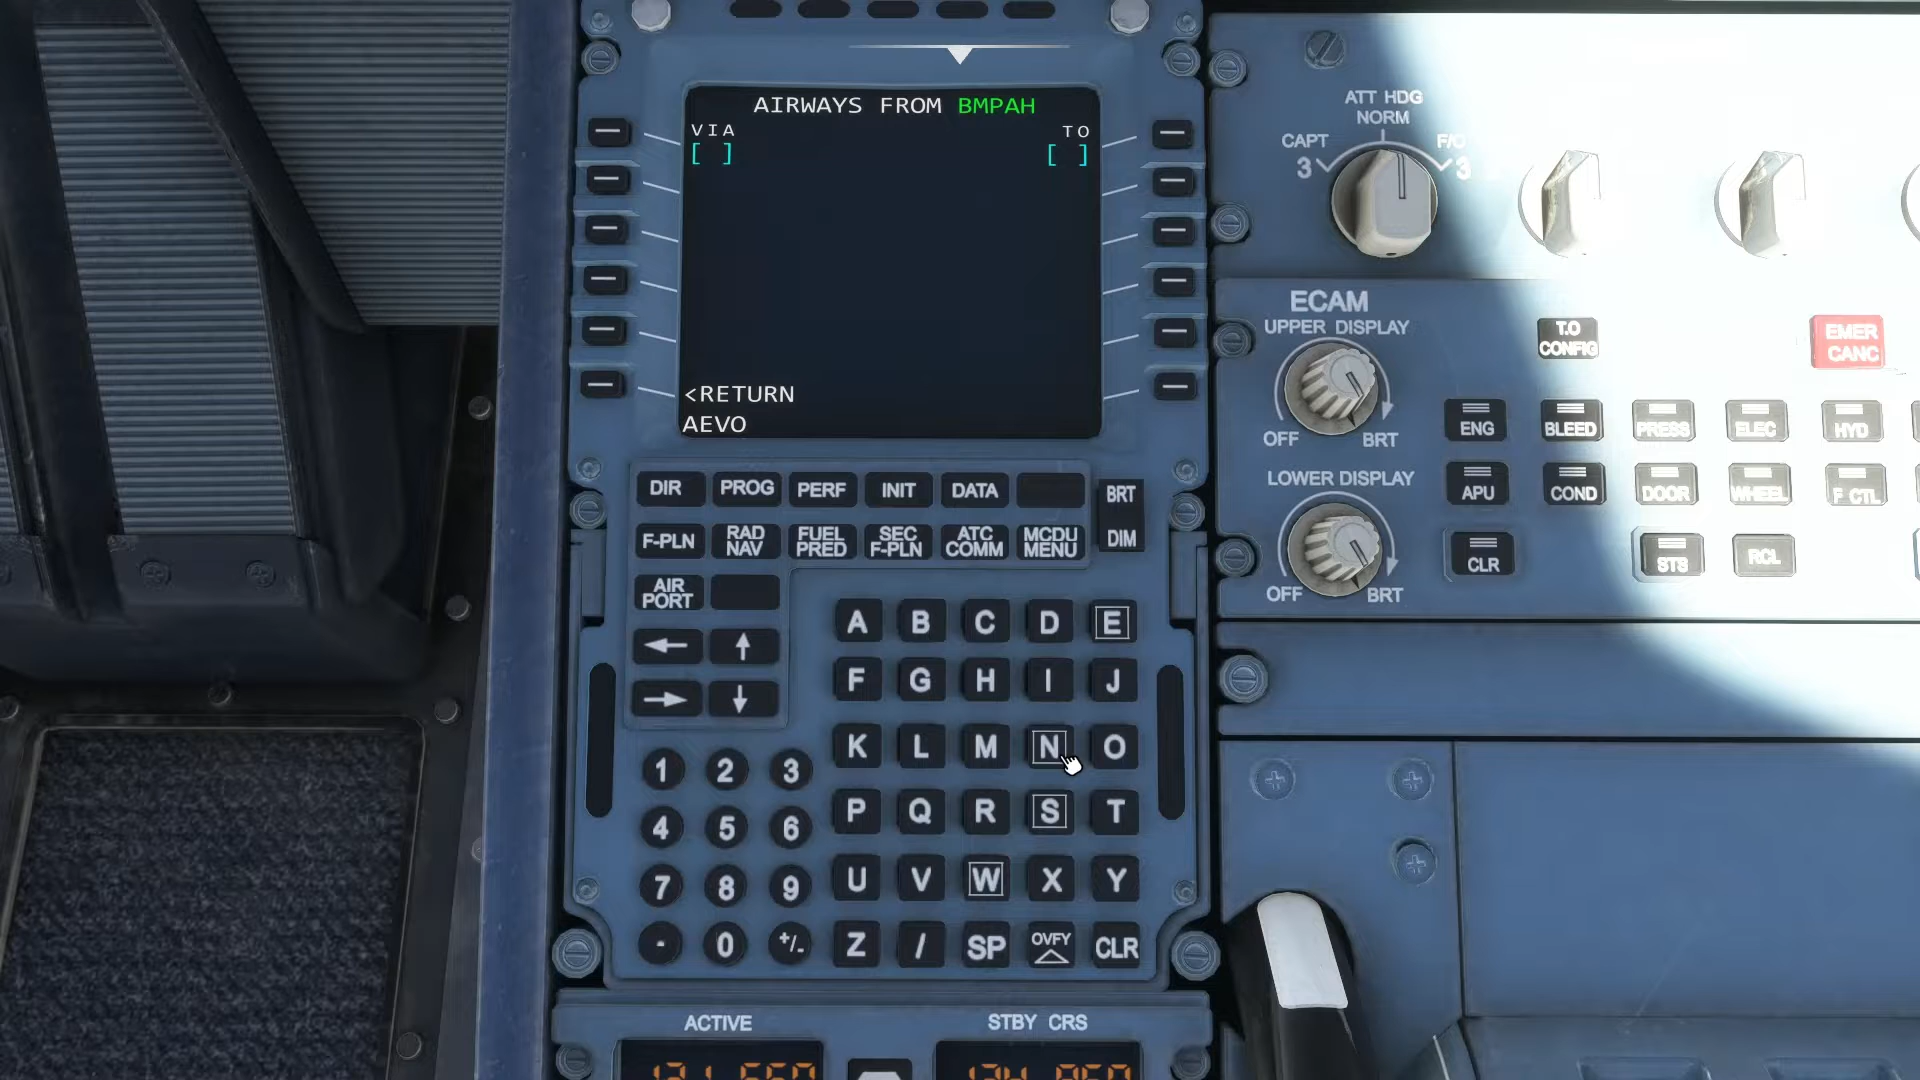 AIRWAYS FROM BMPAH
VIA TO
[ ] [ ]
<RETURN
AEVO
DIR PROG PERF INIT DATA BRT
F-PLN RAD NAV FUEL PRED SEC F-PLN ATC COMM MCDU MENU DIM
AIR PORT
A B C D E
F G H I J
K L M N O
1 2 3
P Q R S T
4 5 6
U V W X Y
7 8 9
Z / SP OVFY CLR
0 +/-
ACTIVE STBY CRS
ATT HDG
NORM
CAPT F/O
3 3
ECAM
UPPER DISPLAY
OFF BRT
LOWER DISPLAY
OFF BRT
T.O CONFIG
EMER CANC
ENG BLEED PRESS ELEC HYD
APU COND DOOR WHEEL F CTL
CLR STS RCL